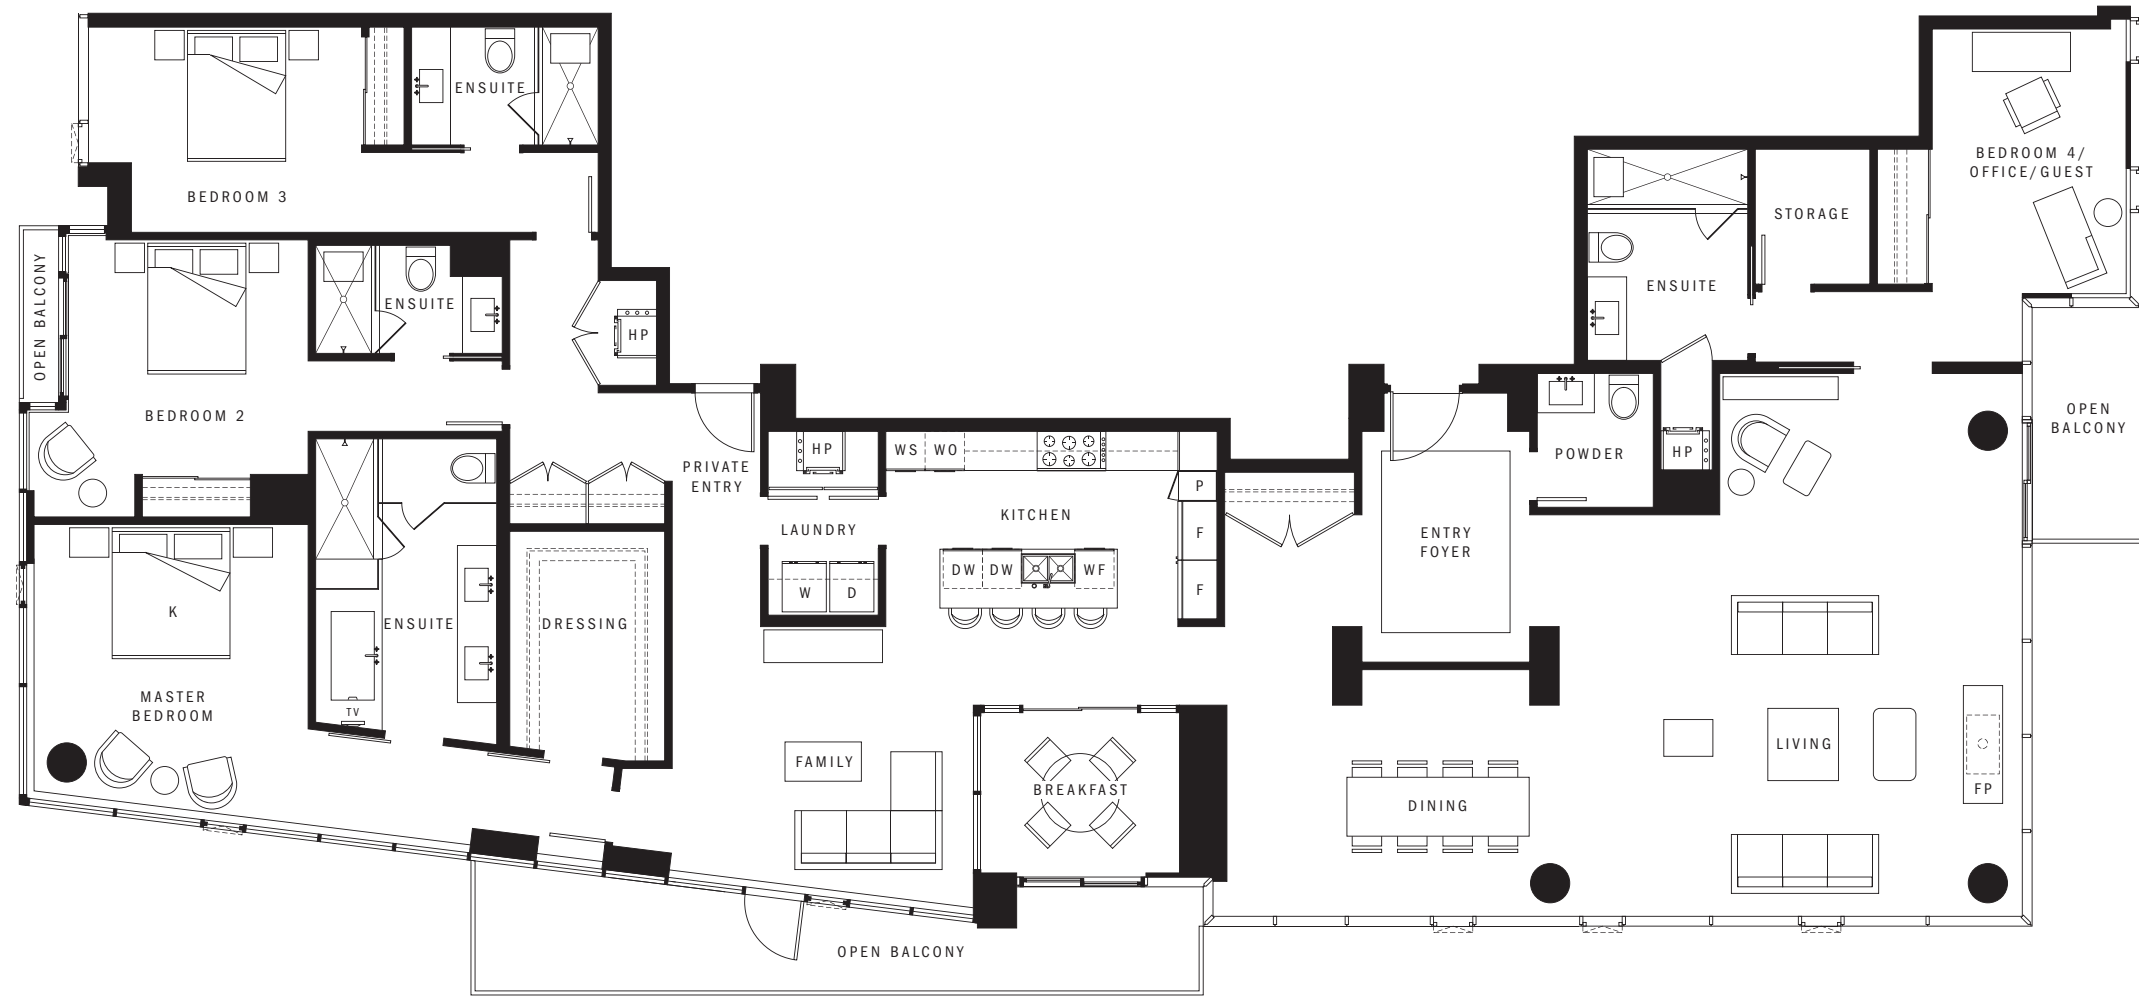 ENSUITE
BEDROOM 3
BEDROOM 4/
OFFICE/GUEST
STORAGE
ENSUITE
OPEN BALCONY
ENSUITE
HP
BEDROOM 2
OPEN
BALCONY
PRIVATE
ENTRY
HP
WS
WO
POWDER
HP
P
LAUNDRY
KITCHEN
F
ENTRY
FOYER
DW
DW
WF
W
D
F
K
ENSUITE
DRESSING
MASTER
BEDROOM
TV
FAMILY
BREAKFAST
LIVING
DINING
FP
OPEN BALCONY